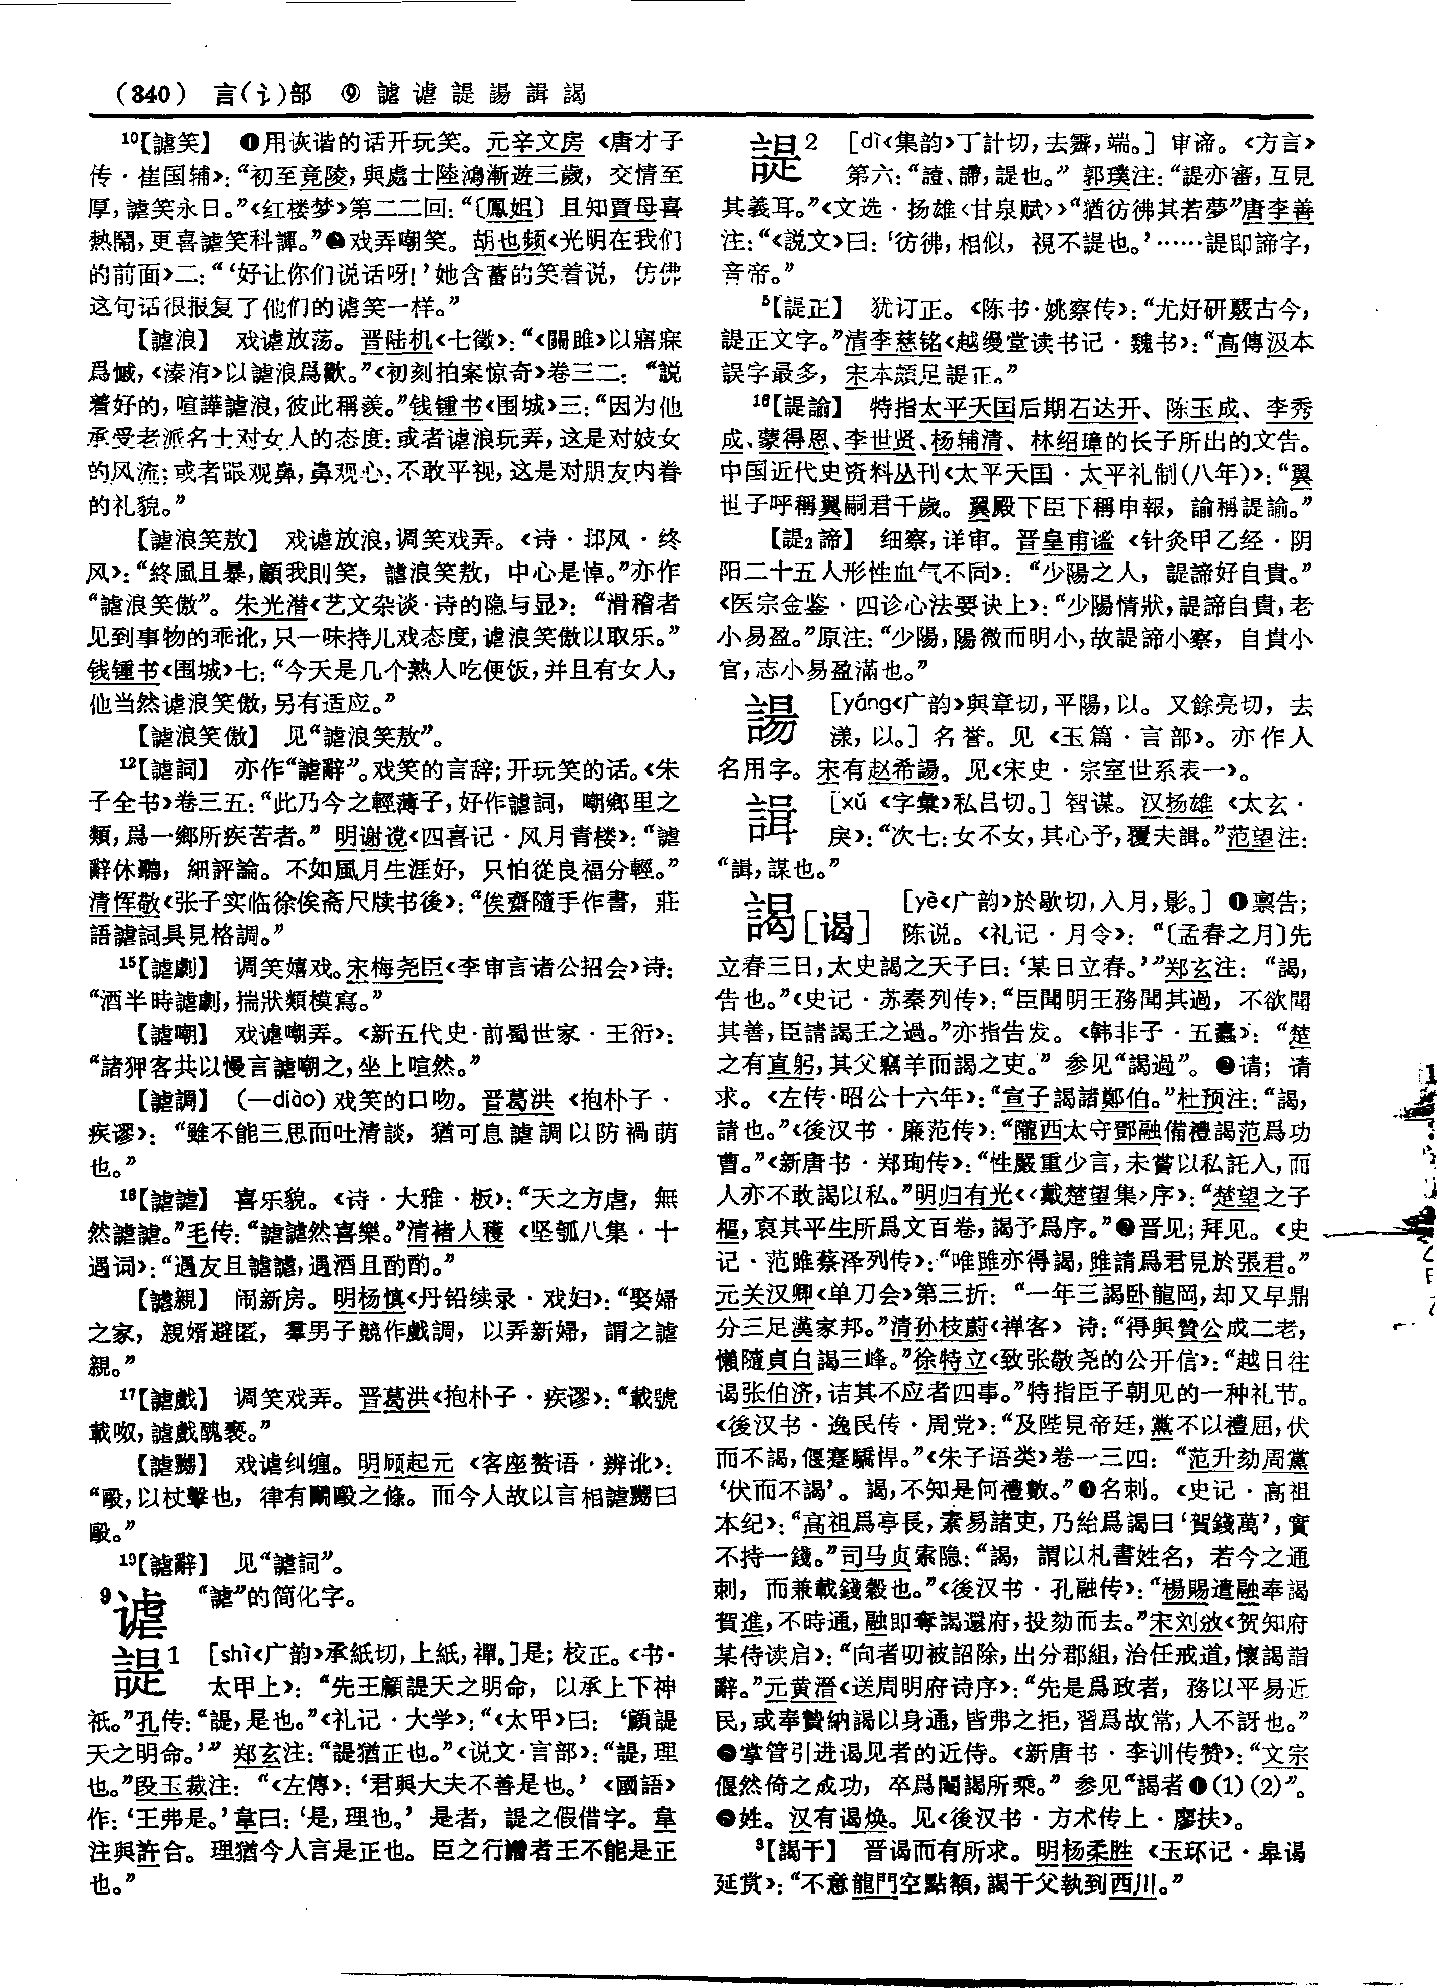 (340) 言(讠)部 ⑨ 謔谑諟諹諿謁
¹⁰【謔笑】 ❶用诙谐的话开玩笑。元辛文房《唐才子
传·崔国辅》：“初至竟陵，與處士陸鴻漸遊三歲，交情至
厚，謔笑永日。”《红楼梦》第二二回：“〔鳳姐〕且知賈母喜
熱鬧，更喜謔笑科諢。”❷戏弄嘲笑。胡也频《光明在我们
的前面》二：“‘好让你们说话呀！’她含蓄的笑着说，仿佛
这句话很报复了他们的谑笑一样。”
【謔浪】 戏谑放荡。晋陆机《七徵》：“《關雎》以寤寐
爲慽，《溱洧》以謔浪爲歡。”《初刻拍案惊奇》卷三二：“説
着好的，喧譁謔浪，彼此稱羨。”钱锺书《围城》三：“因为他
承受老派名士对女人的态度：或者谑浪玩弄，这是对妓女
的风流；或者眼观鼻，鼻观心，不敢平视，这是对朋友内眷
的礼貌。”
【謔浪笑敖】 戏谑放浪，调笑戏弄。《诗·邶风·终
风》：“終風且暴，顧我則笑，謔浪笑敖，中心是悼。”亦作
“謔浪笑傲”。朱光潜《艺文杂谈·诗的隐与显》：“滑稽者
见到事物的乖讹，只一味持儿戏态度，谑浪笑傲以取乐。”
钱锺书《围城》七：“今天是几个熟人吃便饭，并且有女人，
他当然谑浪笑傲，另有适应。”
【謔浪笑傲】 见“謔浪笑敖”。
¹²【謔詞】 亦作“謔辭”。戏笑的言辞；开玩笑的话。《朱
子全书》卷三五：“此乃今之輕薄子，好作謔詞，嘲鄉里之
類，爲一鄉所疾苦者。”明谢谠《四喜记·风月青楼》：“謔
辭休聽，細評論。不如風月生涯好，只怕從良福分輕。”
清恽敬《张子实临徐俟斋尺牍书後》：“俟齋隨手作書，莊
語謔詞具見格調。”
¹⁵【謔劇】 调笑嬉戏。宋梅尧臣《李审言诸公招会》诗：
“酒半時謔劇，揣狀類模寫。”
【謔嘲】 戏谑嘲弄。《新五代史·前蜀世家·王衍》：
“諸狎客共以慢言謔嘲之，坐上喧然。”
【謔調】 (—diào)戏笑的口吻。晋葛洪《抱朴子·
疾谬》：“雖不能三思而吐清談，猶可息謔調以防禍萌
也。”
¹⁶【謔謔】 喜乐貌。《诗·大雅·板》：“天之方虐，無
然謔謔。”毛传：“謔謔然喜樂。”清褚人穫《坚瓠八集·十
遇词》：“遇友且謔謔，遇酒且酌酌。”
【謔親】 闹新房。明杨慎《丹铅续录·戏妇》：“娶婦
之家，親婿避匿，羣男子競作戲調，以弄新婦，謂之謔
親。”
¹⁷【謔戲】 调笑戏弄。晋葛洪《抱朴子·疾谬》：“載號
載呶，謔戲醜褻。”
【謔嬲】 戏谑纠缠。明顾起元《客座赘语·辨讹》：
“毆，以杖擊也，律有鬬毆之條。而今人故以言相謔嬲曰
毆。”
¹⁹【謔辭】 见“謔詞”。
⁹谑 “謔”的简化字。
諟1 [shì《广韵》承紙切，上紙，禪。]是；校正。《书·
太甲上》：“先王顧諟天之明命，以承上下神
祇。”孔传：“諟，是也。”《礼记·大学》：“《太甲》曰：‘顧諟
天之明命。’”郑玄注：“諟猶正也。”《说文·言部》：“諟，理
也。”段玉裁注：“《左傳》：‘君與大夫不善是也。’《國語》
作：‘王弗是。’韋曰：‘是，理也。’是者，諟之假借字。韋
注與許合。理猶今人言是正也。臣之行譖者王不能是正
也。”
諟2 [dì《集韵》丁計切，去霽，端。]审谛。《方言》
第六：“諲、諦，諟也。”郭璞注：“諟亦審，互見
其義耳。”《文选·扬雄〈甘泉赋〉》“猶彷彿其若夢”唐李善
注：“《説文》曰：‘彷彿，相似，視不諟也。’……諟即諦字，
音帝。”
⁵【諟正】 犹订正。《陈书·姚察传》：“尤好研覈古今，
諟正文字。”清李慈铭《越缦堂读书记·魏书》：“高傳汲本
誤字最多，宋本頗足諟正。”
¹⁶【諟諭】 特指太平天国后期石达开、陈玉成、李秀
成、蒙得恩、李世贤、杨辅清、林绍璋的长子所出的文告。
中国近代史资料丛刊《太平天国·太平礼制(八年)》：“翼
世子呼稱翼嗣君千歲。翼殿下臣下稱申報，諭稱諟諭。”
【諟₂諦】 细察，详审。晋皇甫谧《针灸甲乙经·阴
阳二十五人形性血气不同》：“少陽之人，諟諦好自貴。”
《医宗金鉴·四诊心法要诀上》：“少陽情狀，諟諦自貴，老
小易盈。”原注：“少陽，陽微而明小，故諟諦小察，自貴小
官，志小易盈滿也。”
諹 [yáng《广韵》與章切，平陽，以。又餘亮切，去
漾，以。]名誉。见《玉篇·言部》。亦作人
名用字。宋有赵希諹。见《宋史·宗室世系表一》。
諿 [xǔ《字彙》私吕切。]智谋。汉扬雄《太玄·
戾》：“次七：女不女，其心予，覆夫諿。”范望注：
“諿，謀也。”
謁[谒] [yè《广韵》於歇切，入月，影。]❶禀告；
陈说。《礼记·月令》：“〔孟春之月〕先
立春三日，太史謁之天子曰：‘某日立春。’”郑玄注：“謁，
告也。”《史记·苏秦列传》：“臣聞明王務聞其過，不欲聞
其善，臣請謁王之過。”亦指告发。《韩非子·五蠹》：“楚
之有直躬，其父竊羊而謁之吏。”参见“謁過”。❷请；请
求。《左传·昭公十六年》：“宣子謁諸鄭伯。”杜预注：“謁，
請也。”《後汉书·廉范传》：“隴西太守鄧融備禮謁范爲功
曹。”《新唐书·郑珣传》：“性嚴重少言，未嘗以私託人，而
人亦不敢謁以私。”明归有光《〈戴楚望集〉序》：“楚望之子
樞，裒其平生所爲文百卷，謁予爲序。”❸晋见；拜见。《史
记·范雎蔡泽列传》：“唯雎亦得謁，雎請爲君見於張君。”
元关汉卿《单刀会》第三折：“一年三謁卧龍岡，却又早鼎
分三足漢家邦。”清孙枝蔚《禅客》诗：“得與贊公成二老，
懶隨貞白謁三峰。”徐特立《致张敬尧的公开信》：“越日往
谒张伯济，诘其不应者四事。”特指臣子朝见的一种礼节。
《後汉书·逸民传·周党》：“及陛見帝廷，黨不以禮屈，伏
而不謁，偃蹇驕悍。”《朱子语类》卷一三四：“范升劾周黨
‘伏而不謁’。謁，不知是何禮數。”❹名刺。《史记·高祖
本纪》：“高祖爲亭長，素易諸吏，乃紿爲謁曰‘賀錢萬’，實
不持一錢。”司马贞索隐：“謁，謂以札書姓名，若今之通
刺，而兼載錢穀也。”《後汉书·孔融传》：“楊賜遣融奉謁
賀進，不時通，融即奪謁還府，投劾而去。”宋刘攽《贺知府
某侍读启》：“向者叨被詔除，出分郡組，治任戒道，懷謁詣
辭。”元黄溍《送周明府诗序》：“先是爲政者，務以平易近
民，或奉贄納謁以身通，皆弗之拒，習爲故常，人不訝也。”
❺掌管引进谒见者的近侍。《新唐书·李训传赞》：“文宗
偃然倚之成功，卒爲閹謁所乘。”参见“謁者❶(1)(2)”。
❻姓。汉有谒焕。见《後汉书·方术传上·廖扶》。
³【謁干】 晋谒而有所求。明杨柔胜《玉环记·皋谒
延赏》：“不意龍門空點額，謁干父執到西川。”